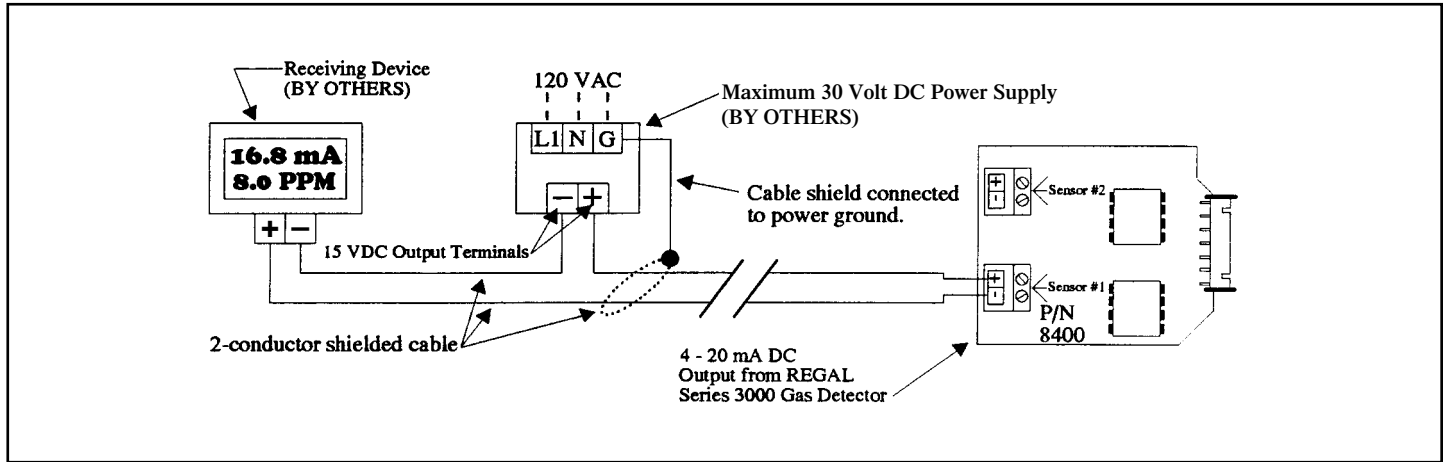 Receiving Device
(BY OTHERS)
120 VAC
Maximum 30 Volt DC Power Supply
(BY OTHERS)
16.8 mA
8.0 PPM
L1 N G
+ -
- +
15 VDC Output Terminals
Cable shield connected
to power ground.
2-conductor shielded cable
4 - 20 mA DC
Output from REGAL
Series 3000 Gas Detector
+
-
Sensor #2
+
-
Sensor #1
P/N
8400